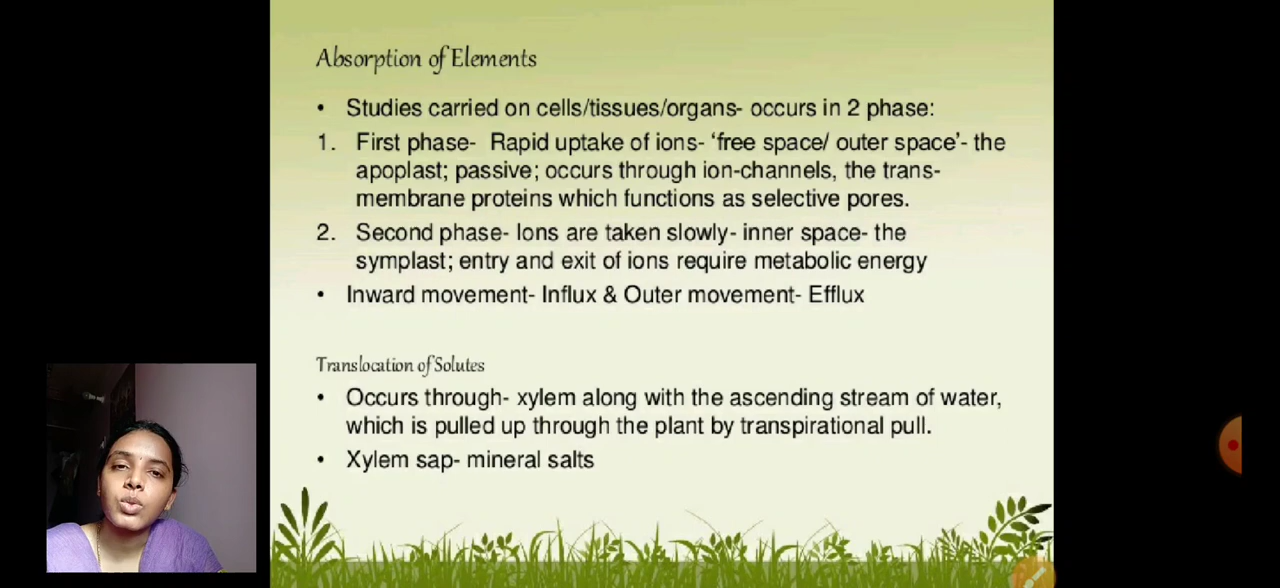 Absorption of Elements
• Studies carried on cells/tissues/organs- occurs in 2 phase:
1. First phase- Rapid uptake of ions- ‘free space/ outer space’- the
apoplast; passive; occurs through ion-channels, the trans-
membrane proteins which functions as selective pores.
2. Second phase- Ions are taken slowly- inner space- the
symplast; entry and exit of ions require metabolic energy
• Inward movement- Influx & Outer movement- Efflux
Translocation of Solutes
• Occurs through- xylem along with the ascending stream of water,
which is pulled up through the plant by transpirational pull.
• Xylem sap- mineral salts